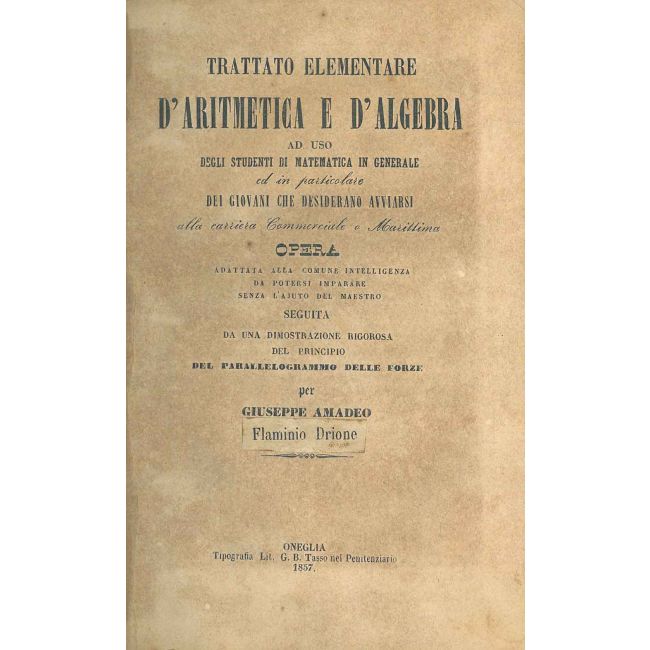 TRATTATO ELEMENTARE
D'ARITMETICA E D'ALGEBRA
AD USO
DEGLI STUDENTI DI MATEMATICA IN GENERALE
ed in particolare
DEI GIOVANI CHE DESIDERANO AVVIARSI
alla carriera Commerciale o Marittima
OPERA
ADATTATA ALLA COMUNE INTELLIGENZA
DA POTERSI IMPARARE
SENZA L'AJUTO DEL MAESTRO
SEGUITA
DA UNA DIMOSTRAZIONE RIGOROSA
DEL PRINCIPIO
DEL PARALLELOGRAMMO DELLE FORZE
per
GIUSEPPE AMADEO
Flaminio Drione
ONEGLIA
Tipografia Lit. G. B. Tasso nel Penitenziario
1857.